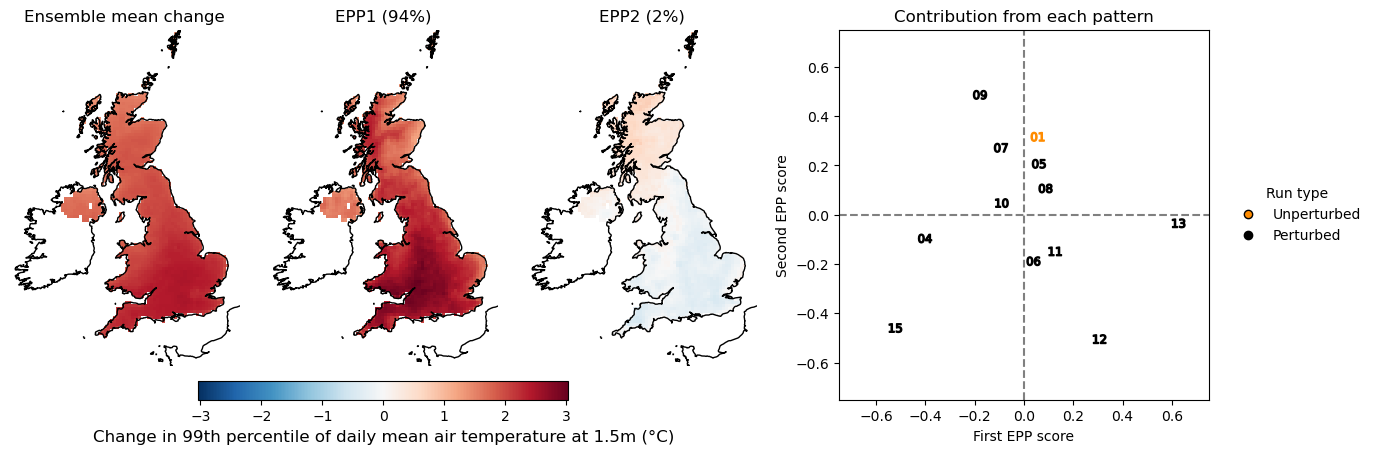 Ensemble mean change
EPP1 (94%)
EPP2 (2%)
Contribution from each pattern
−3 −2 −1 0 1 2 3
Change in 99th percentile of daily mean air temperature at 1.5m (°C)
Second EPP score
0.6
0.4
0.2
0.0
−0.2
−0.4
−0.6
09
01
07
05
08
10
13
04
11
06
15
12
−0.6 −0.4 −0.2 0.0 0.2 0.4 0.6
First EPP score
Run type
Unperturbed
Perturbed